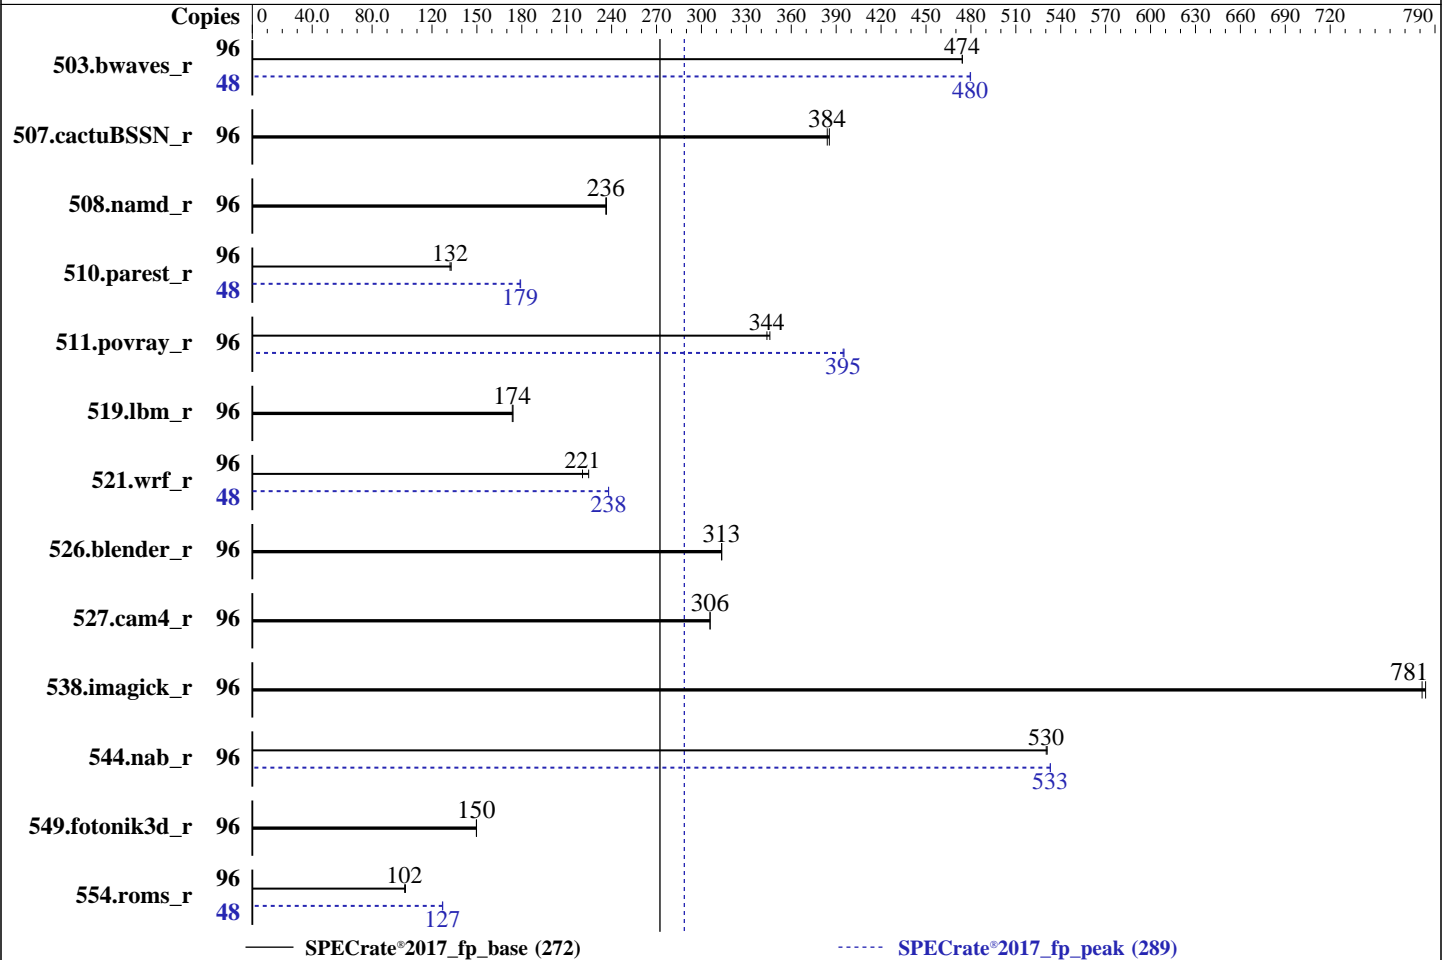 Copies 0 40.0 80.0 120 150 180 210 240 270 300 330 360 390 420 450 480 510 540 570 600 630 660 690 720 790
503.bwaves_r 96 474
48 480
507.cactuBSSN_r 96 384
508.namd_r 96 236
510.parest_r 96 132
48 179
511.povray_r 96 344
395
519.lbm_r 96 174
521.wrf_r 96 221
48 238
526.blender_r 96 313
527.cam4_r 96 306
538.imagick_r 96 781
544.nab_r 96 530
533
549.fotonik3d_r 96 150
554.roms_r 96 102
48 127
SPECrate®2017_fp_base (272) SPECrate®2017_fp_peak (289)